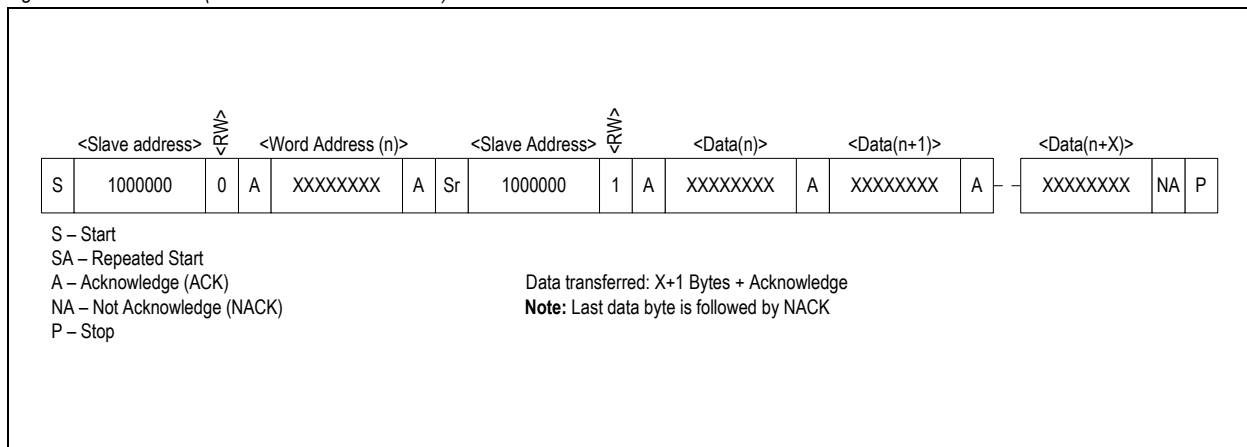 <Slave address> <RW> <Word Address (n)> <Slave Address> <RW> <Data(n)> <Data(n+1)> <Data(n+X)>
S 1000000 0 A XXXXXXXX A Sr 1000000 1 A XXXXXXXX A XXXXXXXX A XXXXXXXX NA P
S – Start
SA – Repeated Start
A – Acknowledge (ACK)
NA – Not Acknowledge (NACK)
P – Stop
Data transferred: X+1 Bytes + Acknowledge
Note: Last data byte is followed by NACK